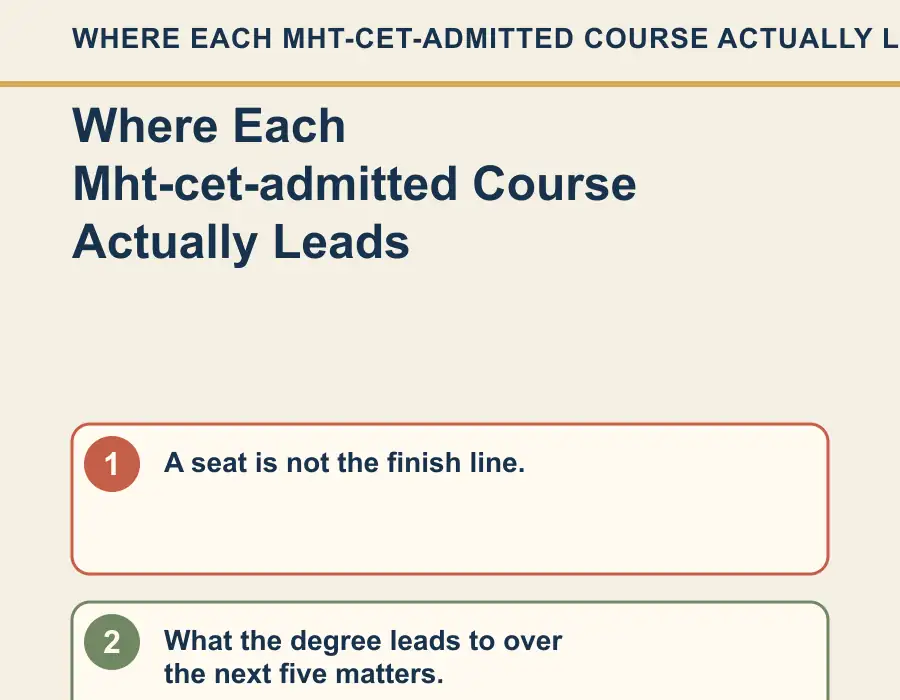 WHERE EACH MHT-CET-ADMITTED COURSE ACTUALLY L
Where Each
Mht-cet-admitted Course
Actually Leads
1
A seat is not the finish line.
2
What the degree leads to over
the next five matters.